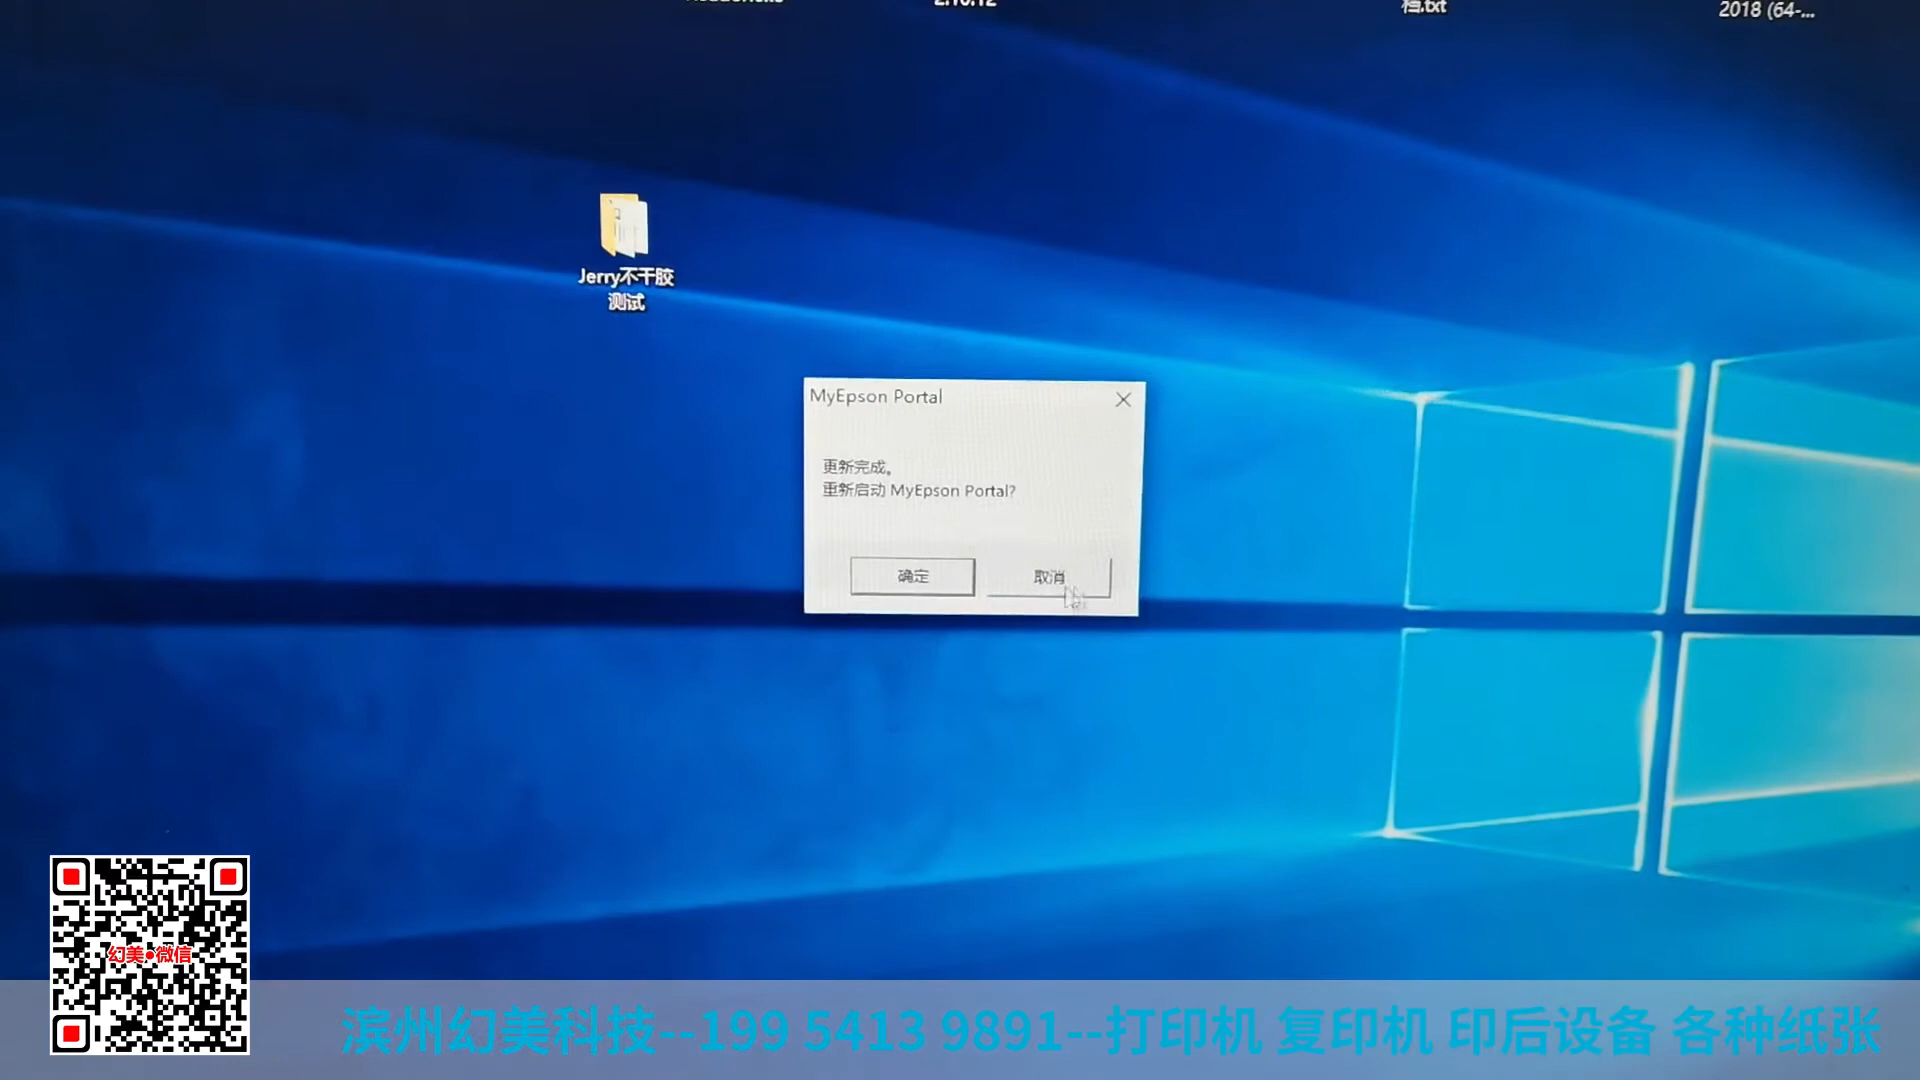 2.10.12
档.txt
2018 (64-...
Jerry不干胶
测试
MyEpson Portal
更新完成。
重新启动 MyEpson Portal?
确定
取消
幻美•微信
滨州幻美科技--199 5413 9891--打印机 复印机 印后设备 各种纸张